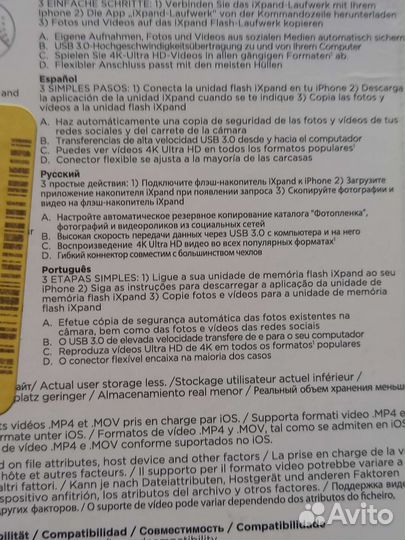 3 EINFACHE SCHRITTE: 1) Verbinden Sie das iXpand-Laufwerk mit Ihrem
Iphone 2) Die App „iXpand-Laufwerk" von der Kommandozeile herunterladen
3) Fotos und Videos auf das iXpand Flash-Laufwerk kopieren
A. Eigene Aufnahmen, Fotos und Videos aus sozialen Medien automatisch sichern
B. USB 3.0-Hochgeschwindigkeitsübertragung zu und von Ihrem Computer
C. Spielen Sie 4K-Ultra HD-Videos in allen gängigen Formaten¹ ab.
D. Flexibler Anschluss passt mit den meisten Hüllen
Español
3 SIMPLES PASOS: 1) Conecta la unidad flash iXpand en tu iPhone 2) Descarga
la aplicación de la unidad iXpand cuando se te indique 3) Copia las fotos y
vídeos a la unidad flash iXpand
A. Haz automáticamente una copia de seguridad de las fotos y vídeos de tus
redes sociales y del carrete de la cámara
B. Transferencias de alta velocidad USB 3.0 desde y hacia el computador
C. Puedes ver vídeos 4K Ultra HD en todos los formatos populares¹
D. Conector flexible se ajusta a la mayoría de las carcasas
Русский
3 простые действия: 1) Подключите флэш-накопитель iXpand к iPhone 2) Загрузите
приложение накопителя iXpand при появлении запроса 3) Скопируйте фотографии и
видео на флэш-накопитель iXpand
A. Настройте автоматическое резервное копирование каталога "Фотопленка",
фотографий и видеороликов из социальных сетей
B. Высокая скорость передачи данных через USB 3.0 с компьютера и на него
C. Воспроизведение 4K Ultra HD видео во всех популярных форматах¹
D. Гибкий коннектор совместим с большинством чехлов
Português
3 ETAPAS SIMPLES: 1) Ligue a sua unidade de memória flash iXpand ao seu
iPhone 2) Siga as instruções para descarregar a aplicação da unidade de
memória flash iXpand 3) Copie fotos e vídeos para a unidade de memória
flash iXpand
A. Efetue cópia de segurança automática das fotos existentes na
câmara, bem como das fotos e vídeos das redes sociais
B. O USB 3.0 de elevada velocidade transfere de e para o seu computador
C. Reproduza vídeos Ultra HD de 4K em todos os formatos¹ populares
D. O conector flexível encaixa na maioria dos casos
айт/ Actual user storage less. /Stockage utilisateur actuel inférieur /
platz geringer / Almacenamiento real menor / Реальный объем хранения меньш
ts vidéos .MP4 et .MOV pris en charge par iOS. / Supporta formati video .MP4 e
rmate unter iOS. / Formatos de vídeo .MP4 y .MOV, tal como se admiten en iOS
de vídeo .MP4 e .MOV conforme suportados no iOS.
d on file attributes, host device and other factors / La prise en charge de la v
hôte et autres facteurs. / Il supporto per il formato video potrebbe variare a
altri fattori. / Kann je nach Dateiattributen, Hostgerät und anderen Faktoren
spositivo anfitrión, los atributos del archivo y otros factores. / Поддержка виде
других факторов. / O suporte de vídeo pode variar dependendo dos atributos do ficheiro,
bilität / Compatibilidad / Совместимость / Compatibilidade
Avito